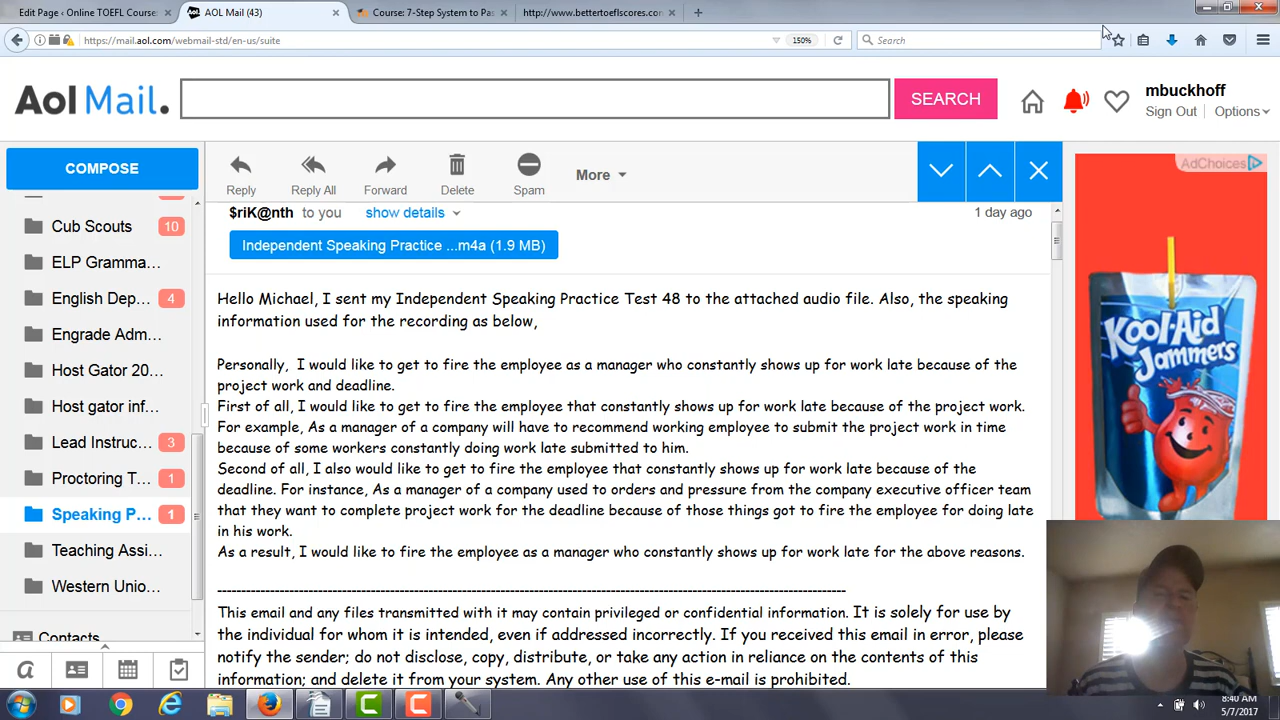 Edit Page ‹ Online TOEFL Course
AOL Mail (43)
Course: 7-Step System to Pa
http://www.bettertoeflscores.co
https://mail.aol.com/webmail-std/en-us/suite
150%
Search
Aol Mail.
SEARCH
mbuckhoff
Sign Out
Options
COMPOSE
Reply
Reply All
Forward
Delete
Spam
More
AdChoices
Cub Scouts 10
ELP Gramma...
English Dep... 4
Engrade Adm...
Host Gator 20...
Host gator inf...
Lead Instruc... 3
Proctoring T... 1
Speaking P... 1
Teaching Assi...
Western Unio...
Contacts
$riK@nth to you show details 1 day ago
Independent Speaking Practice ...m4a (1.9 MB)
Hello Michael, I sent my Independent Speaking Practice Test 48 to the attached audio file. Also, the speaking
information used for the recording as below,
Personally, I would like to get to fire the employee as a manager who constantly shows up for work late because of the
project work and deadline.
First of all, I would like to get to fire the employee that constantly shows up for work late because of the project work.
For example, As a manager of a company will have to recommend working employee to submit the project work in time
because of some workers constantly doing work late submitted to him.
Second of all, I also would like to get to fire the employee that constantly shows up for work late because of the
deadline. For instance, As a manager of a company used to orders and pressure from the company executive officer team
that they want to complete project work for the deadline because of those things got to fire the employee for doing late
in his work.
As a result, I would like to fire the employee as a manager who constantly shows up for work late for the above reasons.
--------------------------------------------------------------------------------
This email and any files transmitted with it may contain privileged or confidential information. It is solely for use by
the individual for whom it is intended, even if addressed incorrectly. If you received this email in error, please
notify the sender; do not disclose, copy, distribute, or take any action in reliance on the contents of this
information; and delete it from your system. Any other use of this e-mail is prohibited.
Kool-Aid
Jammers
8:40 AM
5/7/2017